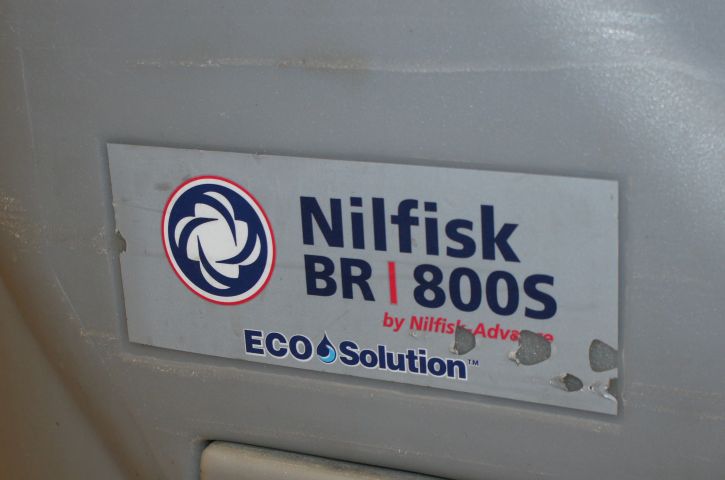 Nilfisk
BR | 800S
by Nilfisk-Advance
ECO Solution™